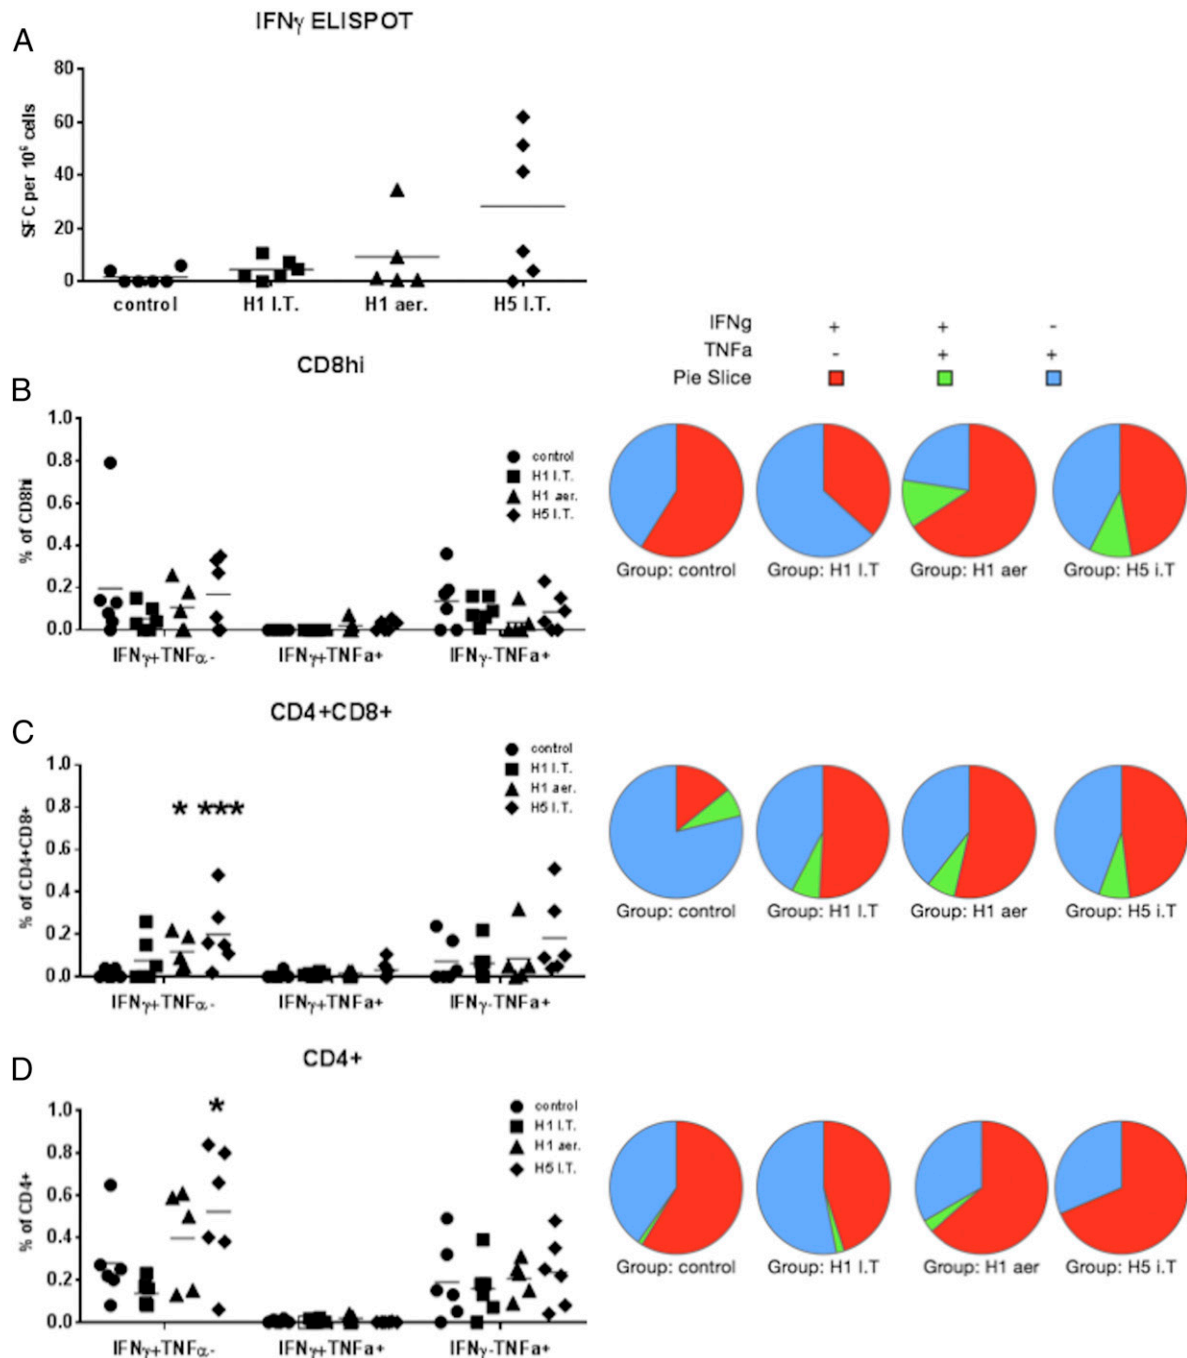 A
IFNγ ELISPOT
80
60
40
20
0
SFC per 10⁶ cells
control H1 I.T. H1 aer. H5 I.T.
IFNg + + -
TNFa - + +
Pie Slice
B
CD8hi
1.0
0.8
0.6
0.4
0.2
0.0
% of CD8hi
control
H1 I.T.
H1 aer.
H5 I.T.
IFNγ+TNFα- IFNγ+TNFa+ IFNγ-TNFa+
Group: control Group: H1 I.T Group: H1 aer Group: H5 i.T
C
CD4+CD8+
1.0
0.8
0.6
0.4
0.2
0.0
% of CD4+CD8+
* ***
control
H1 I.T.
H1 aer.
H5 I.T.
IFNγ+TNFα- IFNγ+TNFa+ IFNγ-TNFa+
Group: control Group: H1 I.T Group: H1 aer Group: H5 i.T
D
CD4+
1.0
0.8
0.6
0.4
0.2
0.0
% of CD4+
*
control
H1 I.T.
H1 aer.
H5 I.T.
IFNγ+TNFα- IFNγ+TNFa+ IFNγ-TNFa+
Group: control Group: H1 I.T Group: H1 aer Group: H5 i.T